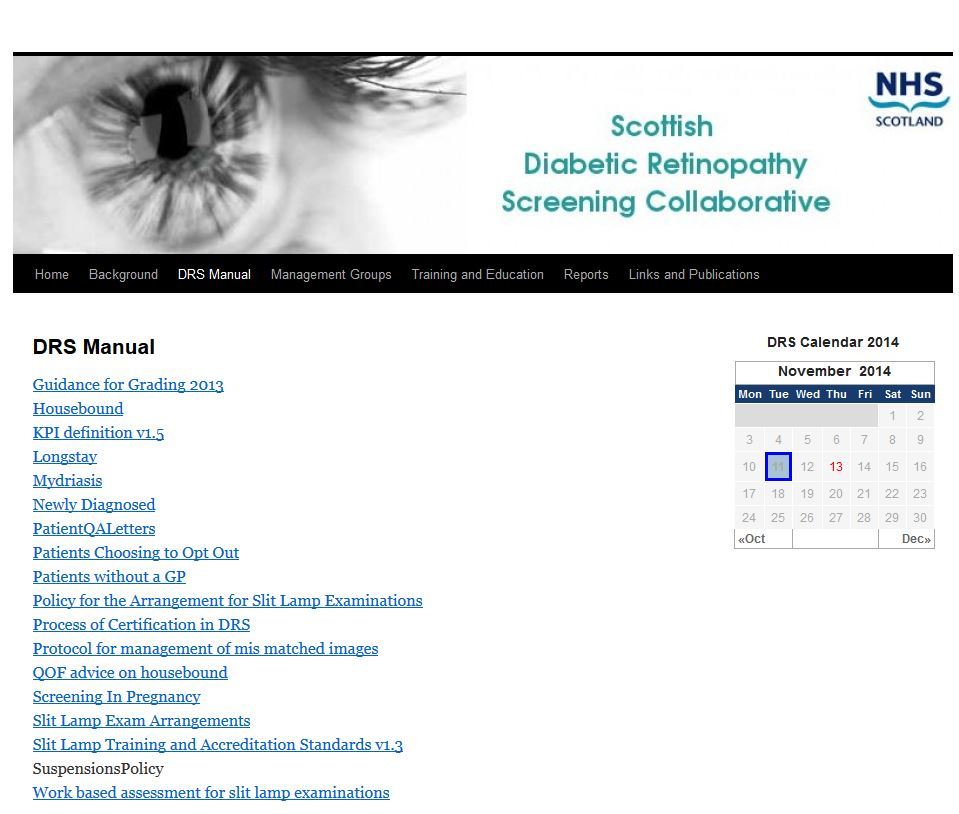 NHS
SCOTLAND
Scottish
Diabetic Retinopathy
Screening Collaborative
Home Background DRS Manual Management Groups Training and Education Reports Links and Publications
DRS Manual
Guidance for Grading 2013
Housebound
KPI definition v1.5
Longstay
Mydriasis
Newly Diagnosed
PatientQALetters
Patients Choosing to Opt Out
Patients without a GP
Policy for the Arrangement for Slit Lamp Examinations
Process of Certification in DRS
Protocol for management of mis matched images
QOF advice on housebound
Screening In Pregnancy
Slit Lamp Exam Arrangements
Slit Lamp Training and Accreditation Standards v1.3
SuspensionsPolicy
Work based assessment for slit lamp examinations
DRS Calendar 2014
November 2014
Mon Tue Wed Thu Fri Sat Sun
1 2
3 4 5 6 7 8 9
10 11 12 13 14 15 16
17 18 19 20 21 22 23
24 25 26 27 28 29 30
«Oct Dec»